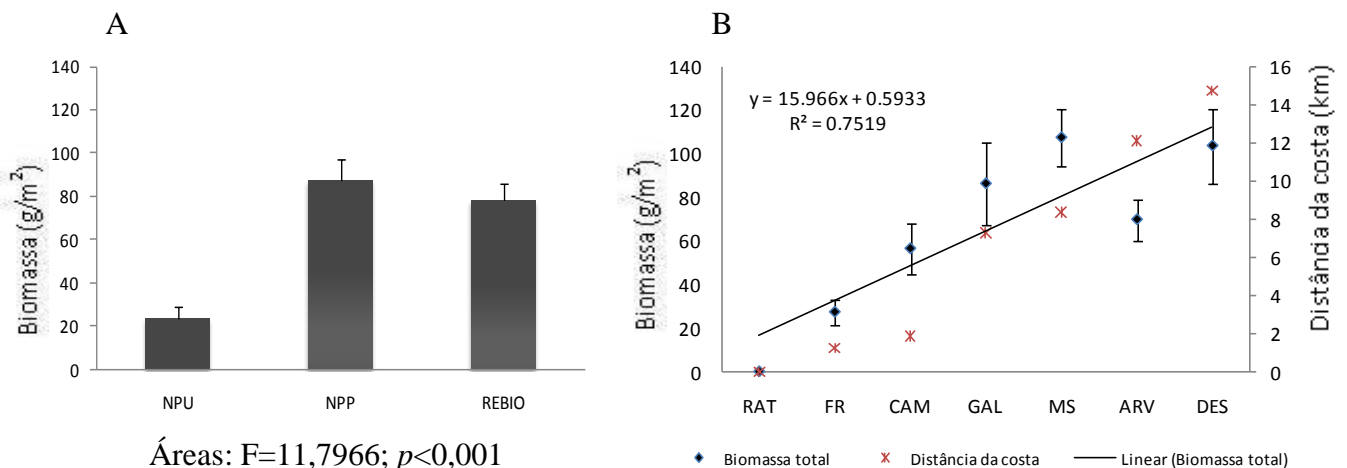 A
140
120
100
80
60
40
20
0
Biomassa (g/m²)
NPU NPP REBIO
Áreas: F=11,7966; p<0,001
B
140
120
100
80
60
40
20
0
Biomassa (g/m²)
y = 15.966x + 0.5933
R² = 0.7519
16
14
12
10
8
6
4
2
0
Distância da costa (km)
RAT FR CAM GAL MS ARV DES
Biomassa total Distância da costa Linear (Biomassa total)